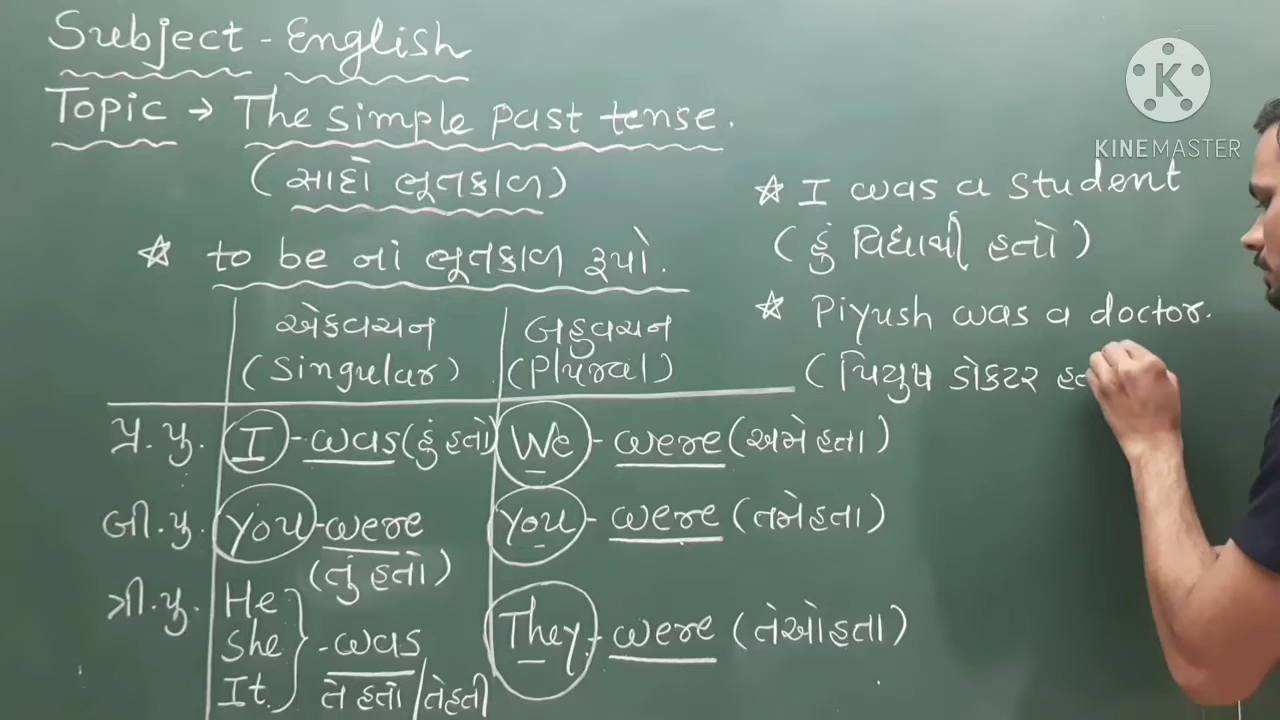 Subject - English
Topic → The simple past tense.
(સાદો ભૂતકાળ)
☆ to be નાં ભૂતકાળ રૂપો.
એકવચન
(Singular)
બહુવચન
(Plural)
પ્ર. પુ. I - was (હું હતો) We - were (અમે હતા)
બી. પુ. you - were you - were (તમે હતા)
(તું હતો)
ત્રી. પુ. He
She - was They - were (તેઓ હતા)
It. તે હતો / તે હતી
☆ I was a student
(હું વિદ્યાર્થી હતો)
☆ Piyush was a doctor.
(પિયુષ ડોકટર હત
K
KINEMASTER